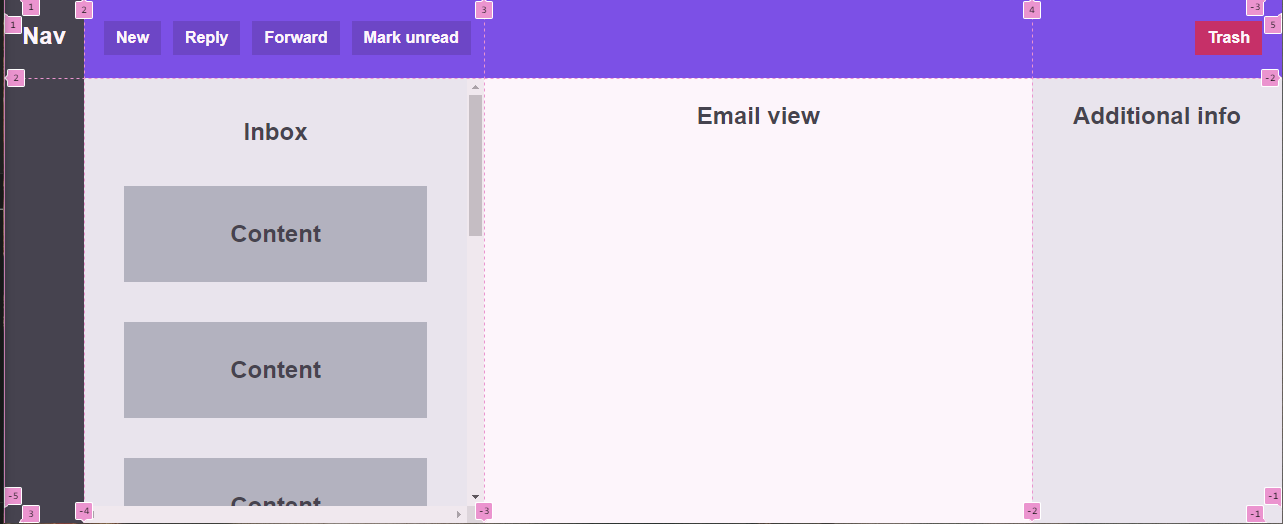 1 2 3 4 -3
1 5
Nav New Reply Forward Mark unread Trash
2 -2
Email view Additional info
Inbox
Content
Content
Content
-5 -1
3 -4 -3 -2 -1